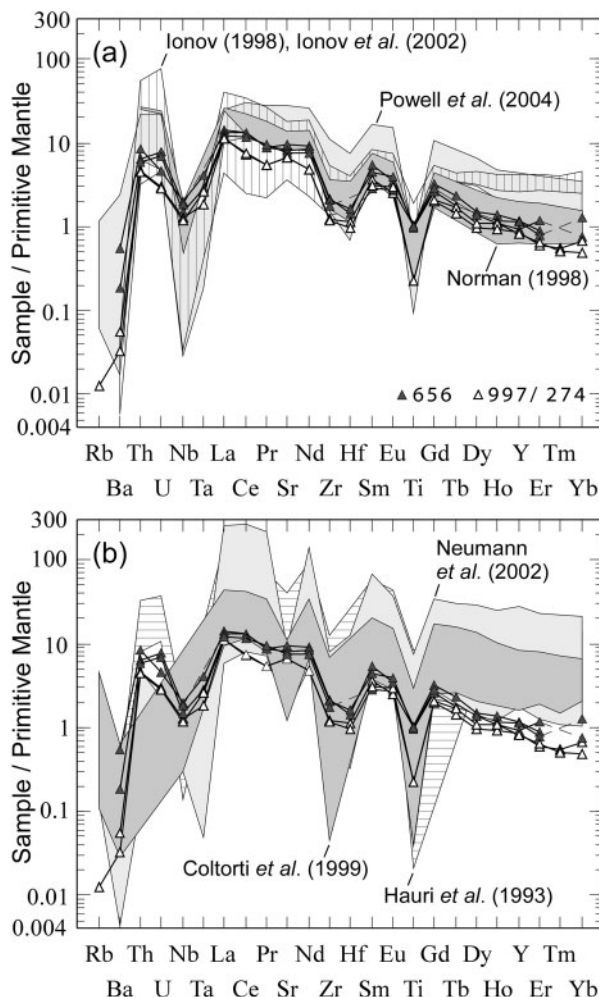 300
(a)
Ionov (1998), Ionov et al. (2002)
100
Powell et al. (2004)
10
1
Norman (1998)
0.1
0.01
656 997/ 274
0.004
Sample / Primitive Mantle
Rb Th Nb La Pr Nd Hf Eu Gd Dy Y Tm
Ba U Ta Ce Sr Zr Sm Ti Tb Ho Er Yb
300
(b)
Neumann
et al. (2002)
100
10
1
0.1
Coltorti et al. (1999)
Hauri et al. (1993)
0.01
0.004
Sample / Primitive Mantle
Rb Th Nb La Pr Nd Hf Eu Gd Dy Y Tm
Ba U Ta Ce Sr Zr Sm Ti Tb Ho Er Yb